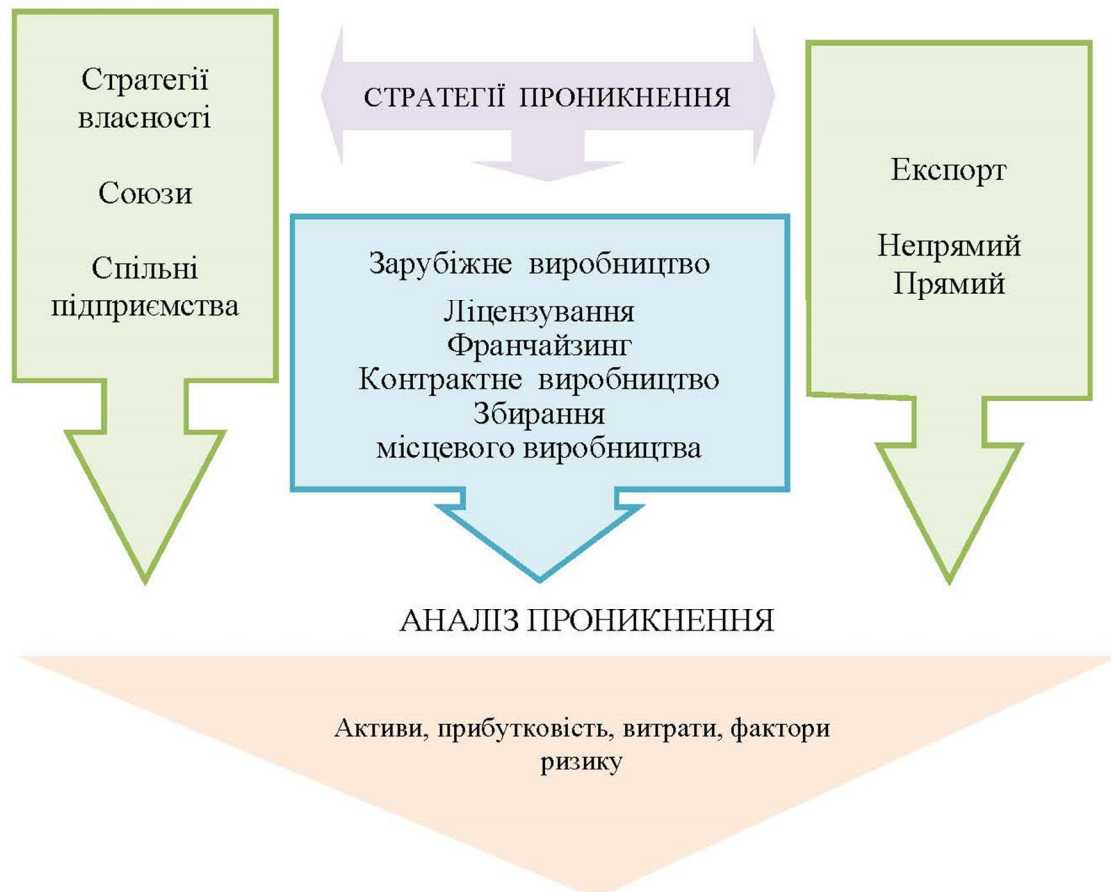 СТРАТЕГІЇ ПРОНИКНЕННЯ
Стратегії
власності
Союзи
Спільні
підприємства
Зарубіжне виробництво
Ліцензування
Франчайзинг
Контрактне виробництво
Збирання
місцевого виробництва
Експорт
Непрямий
Прямий
АНАЛІЗ ПРОНИКНЕННЯ
Активи, прибутковість, витрати, фактори
ризику